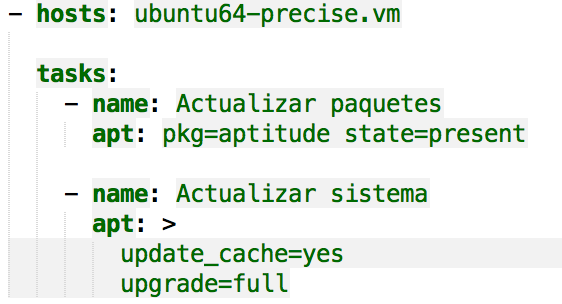 - hosts: ubuntu64-precise.vm
tasks:
- name: Actualizar paquetes
apt: pkg=aptitude state=present
- name: Actualizar sistema
apt: >
update_cache=yes
upgrade=full